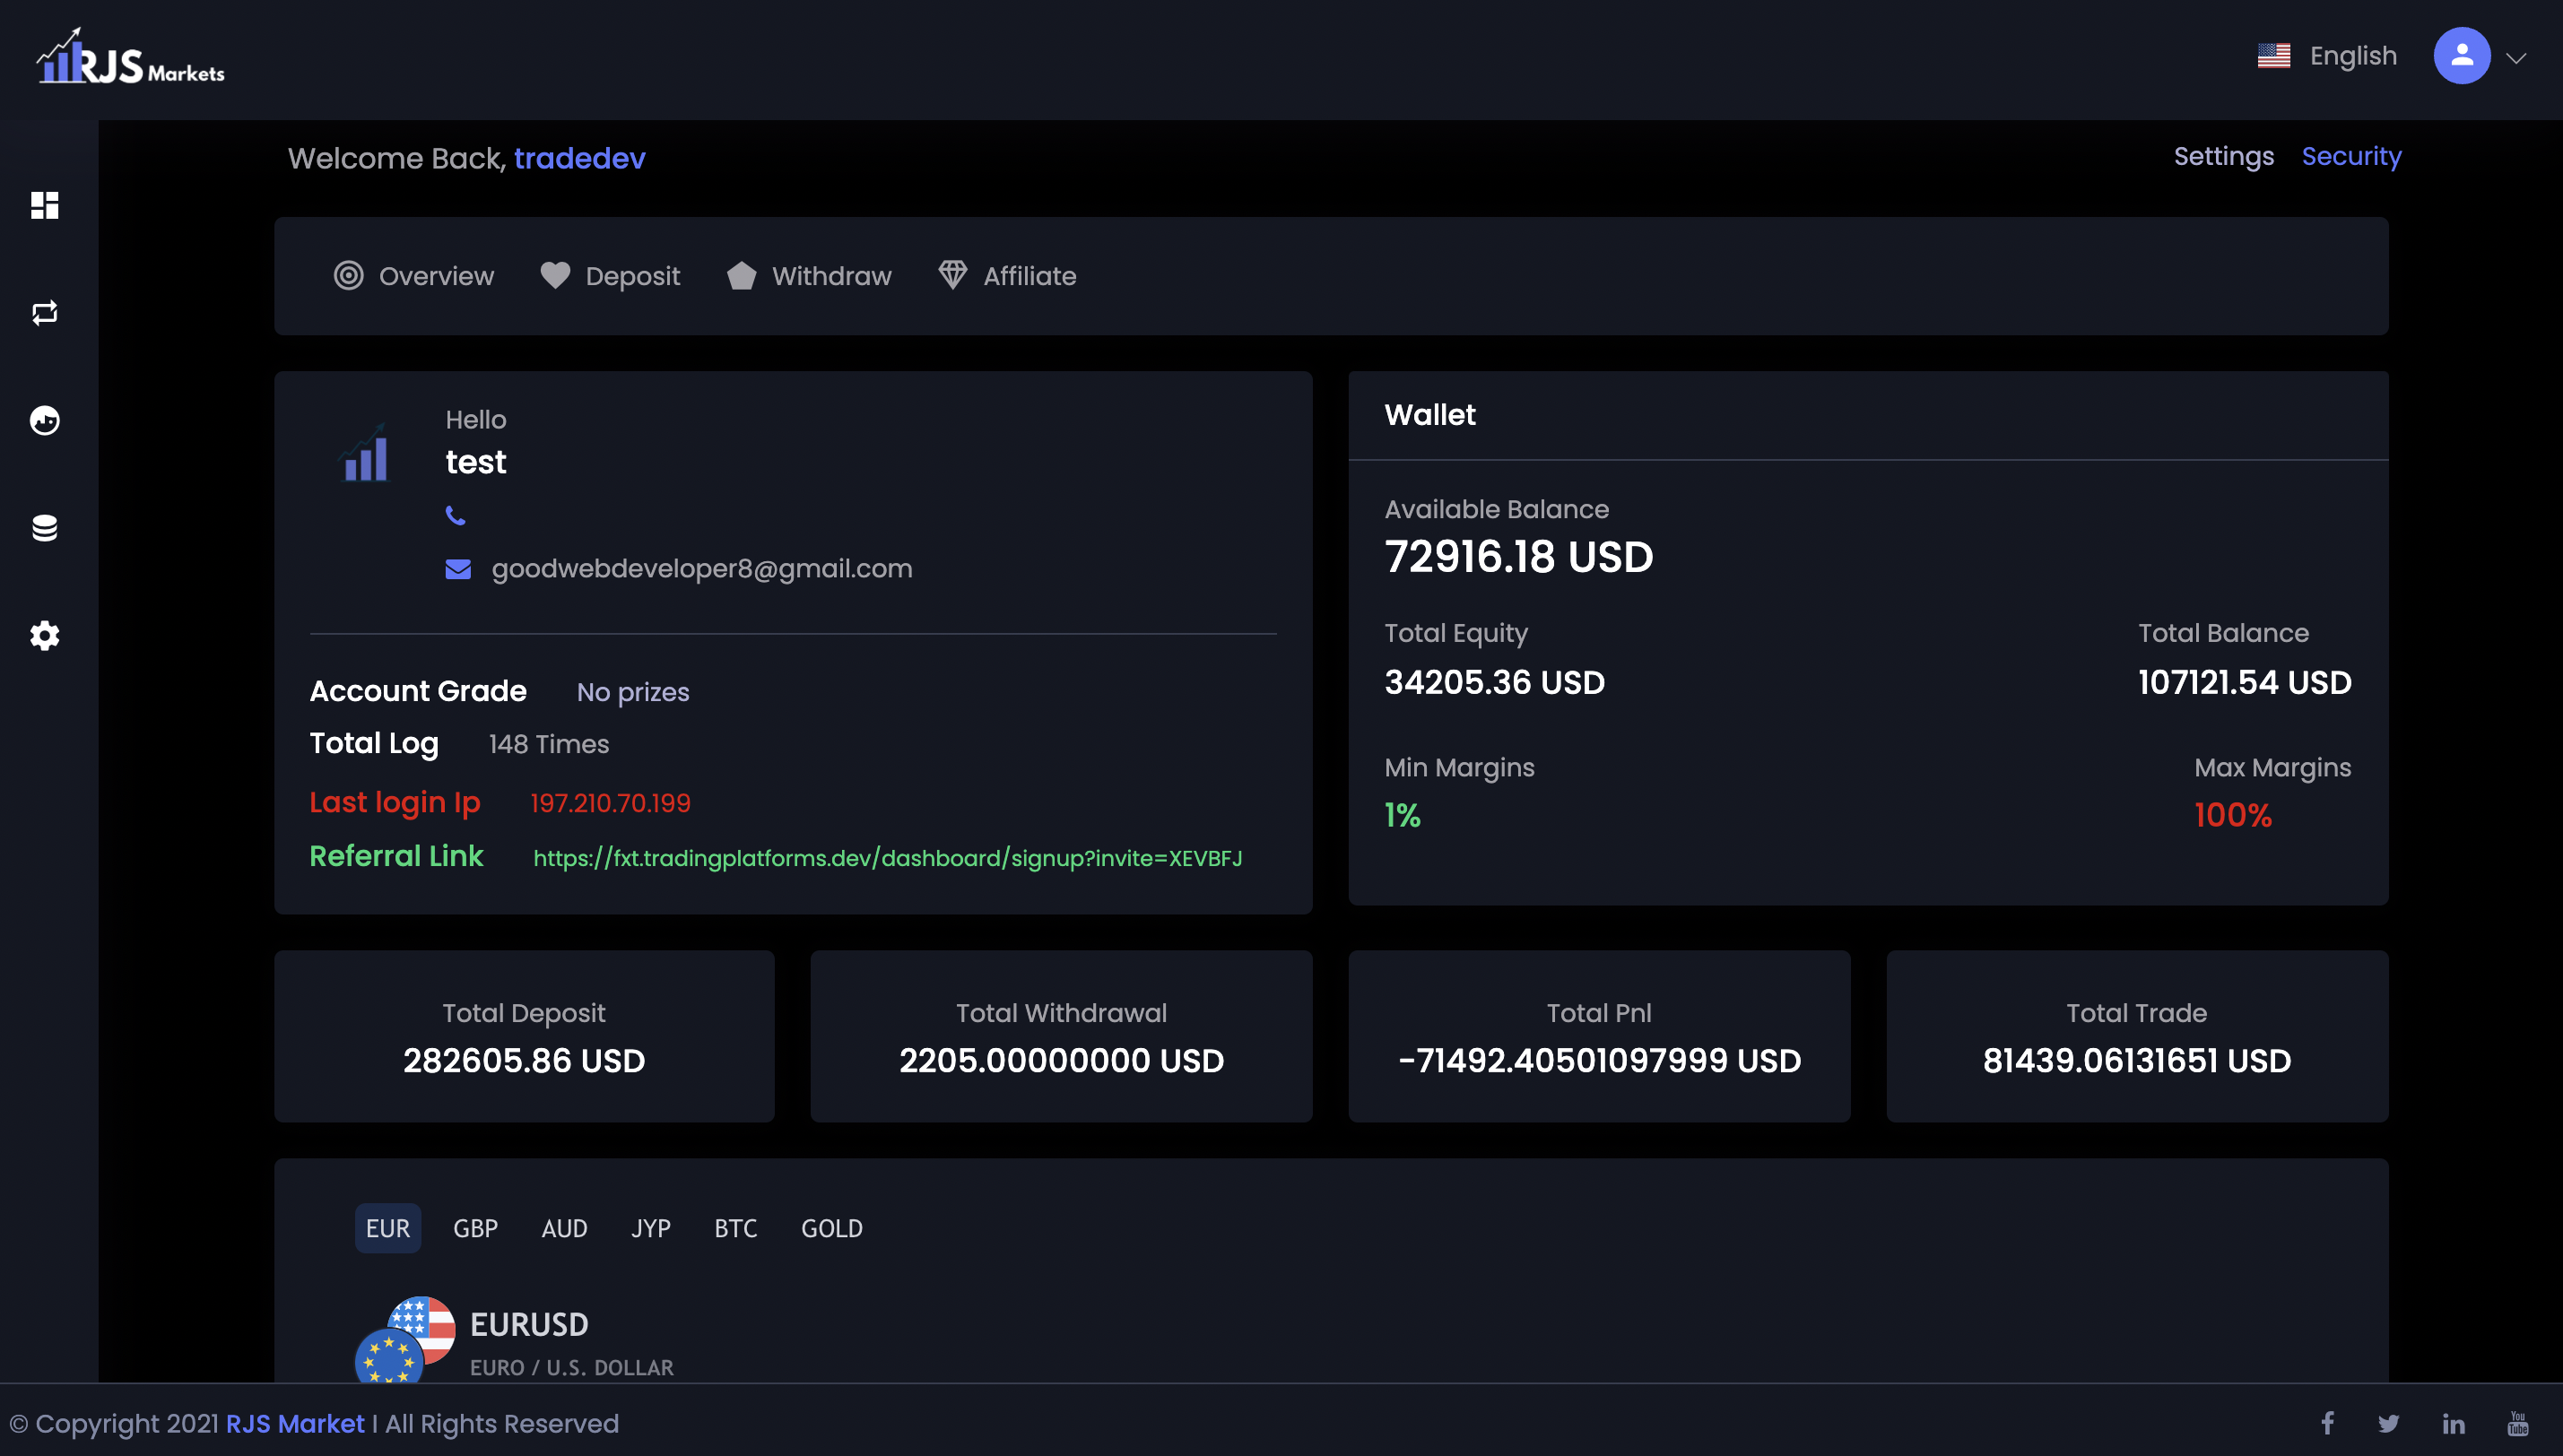 RJS Markets
English
Welcome Back, tradedev
Settings Security
Overview Deposit Withdraw Affiliate
Hello
test
goodwebdeveloper8@gmail.com
Account Grade No prizes
Total Log 148 Times
Last login Ip 197.210.70.199
Referral Link https://fxt.tradingplatforms.dev/dashboard/signup?invite=XEVBFJ
Wallet
Available Balance
72916.18 USD
Total Equity Total Balance
34205.36 USD 107121.54 USD
Min Margins Max Margins
1% 100%
Total Deposit
282605.86 USD
Total Withdrawal
2205.00000000 USD
Total Pnl
-71492.40501097999 USD
Total Trade
81439.06131651 USD
EUR GBP AUD JYP BTC GOLD
EURUSD
EURO / U.S. DOLLAR
© Copyright 2021 RJS Market I All Rights Reserved
You Tube